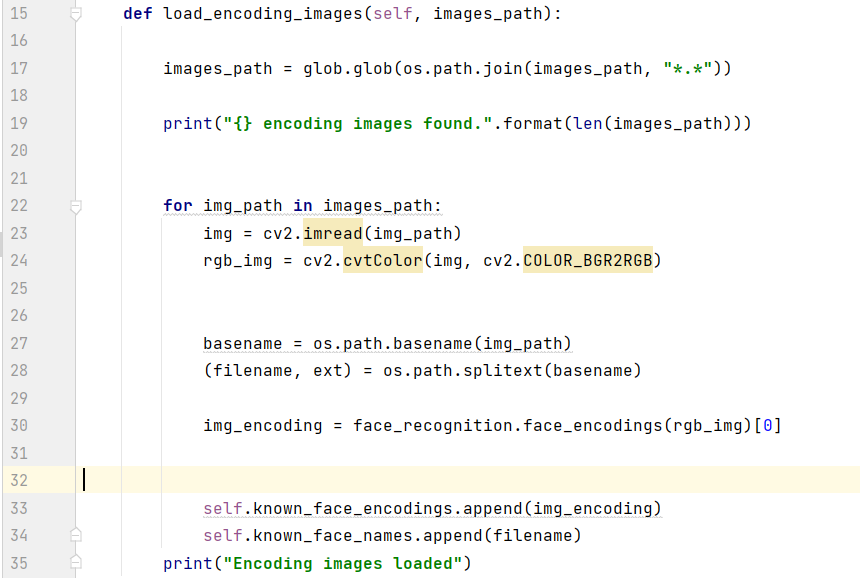 15 def load_encoding_images(self, images_path):
16
17 images_path = glob.glob(os.path.join(images_path, "*.*"))
18
19 print("{} encoding images found.".format(len(images_path)))
20
21
22 for img_path in images_path:
23 img = cv2.imread(img_path)
24 rgb_img = cv2.cvtColor(img, cv2.COLOR_BGR2RGB)
25
26
27 basename = os.path.basename(img_path)
28 (filename, ext) = os.path.splitext(basename)
29
30 img_encoding = face_recognition.face_encodings(rgb_img)[0]
31
32
33 self.known_face_encodings.append(img_encoding)
34 self.known_face_names.append(filename)
35 print("Encoding images loaded")